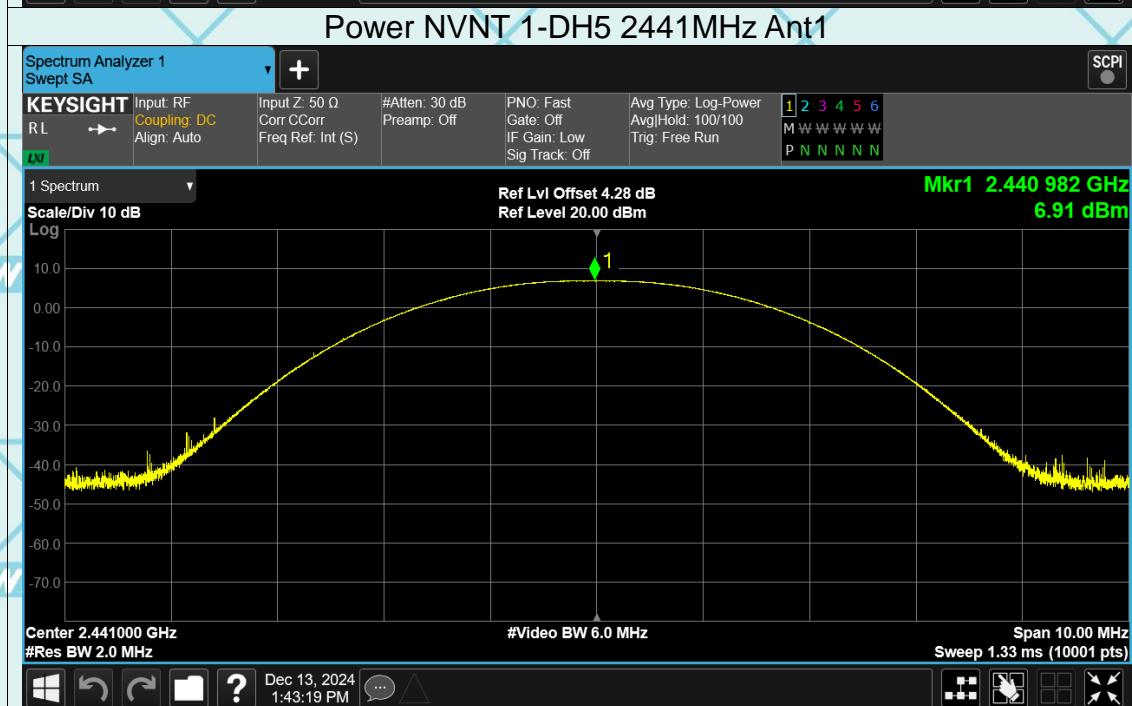 Power NVNT 1-DH5 2441MHz Ant1
Spectrum Analyzer 1
Swept SA
SCPI
KEYSIGHT
RL
LXI
Input: RF
Coupling: DC
Align: Auto
Input Z: 50 Ω
Corr CCorr
Freq Ref: Int (S)
#Atten: 30 dB
Preamp: Off
PNO: Fast
Gate: Off
IF Gain: Low
Sig Track: Off
Avg Type: Log-Power
Avg|Hold: 100/100
Trig: Free Run
1 2 3 4 5 6
M W W W W W
P N N N N N
1 Spectrum
Scale/Div 10 dB
Ref Lvl Offset 4.28 dB
Ref Level 20.00 dBm
Mkr1 2.440 982 GHz
6.91 dBm
Log
1
10.0
0.00
-10.0
-20.0
-30.0
-40.0
-50.0
-60.0
-70.0
Center 2.441000 GHz
#Video BW 6.0 MHz
Span 10.00 MHz
#Res BW 2.0 MHz
Sweep 1.33 ms (10001 pts)
?
Dec 13, 2024
1:43:19 PM